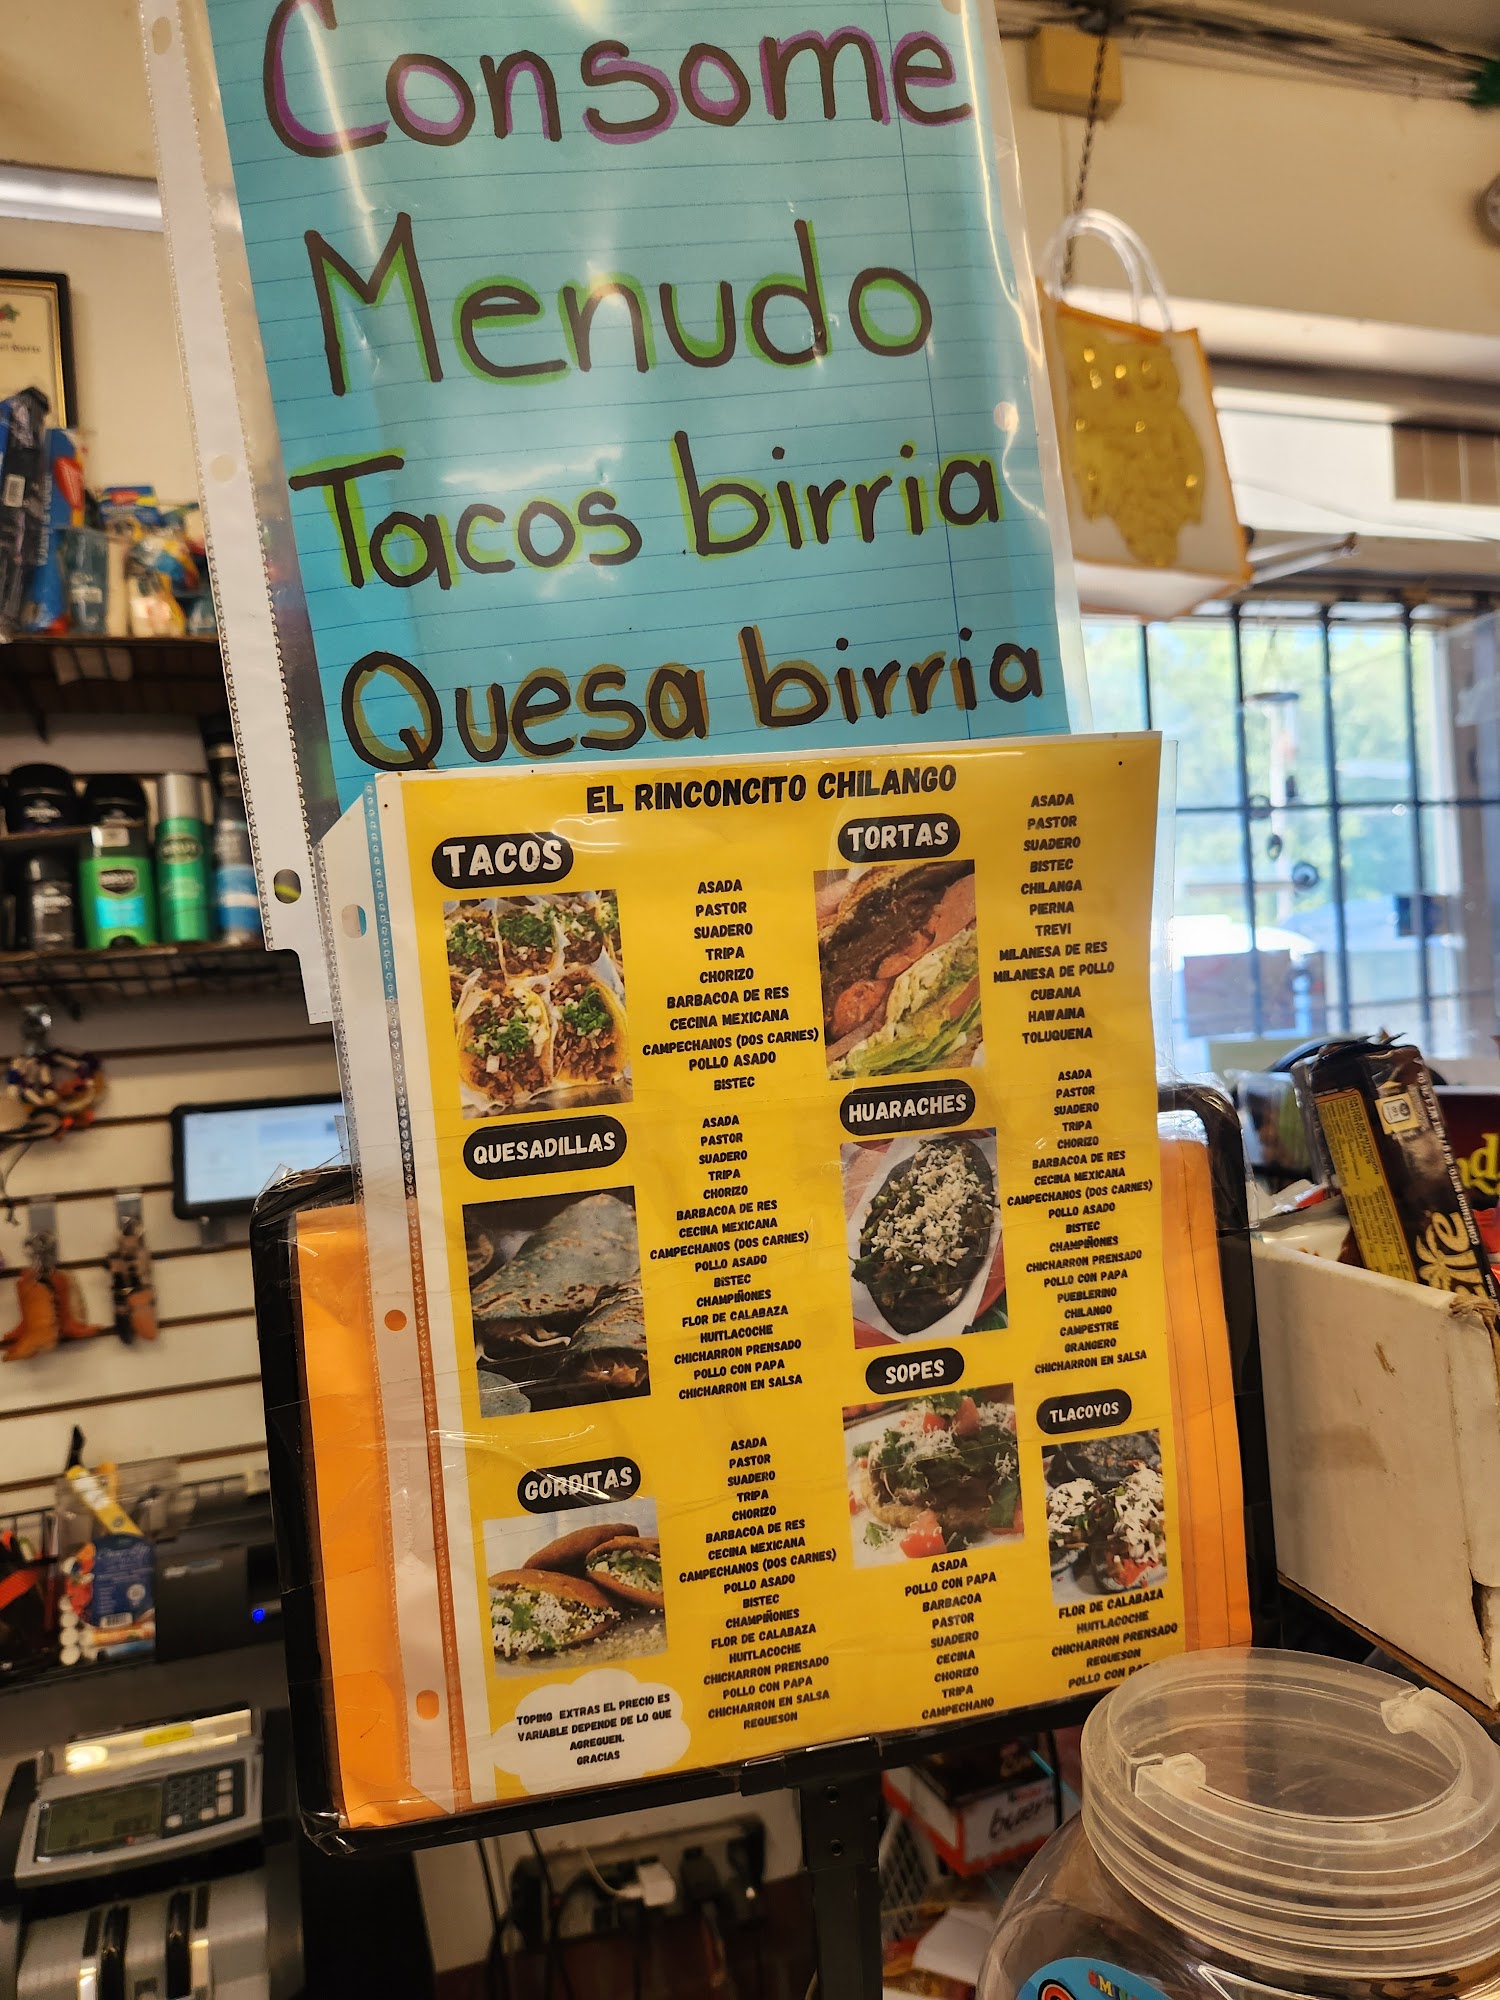 Consome
Menudo
Tacos birria
Quesa birria
EL RINCONCITO CHILANGO
TACOS
ASADA
PASTOR
SUADERO
TRIPA
CHORIZO
BARBACOA DE RES
CECINA MEXICANA
CAMPECHANOS (DOS CARNES)
POLLO ASADO
BISTEC
TORTAS
ASADA
PASTOR
SUADERO
BISTEC
CHILANGA
PIERNA
TREVI
MILANESA DE RES
MILANESA DE POLLO
CUBANA
HAWAINA
TOLUQUENA
QUESADILLAS
ASADA
PASTOR
SUADERO
TRIPA
CHORIZO
BARBACOA DE RES
CECINA MEXICANA
CAMPECHANOS (DOS CARNES)
POLLO ASADO
BISTEC
CHAMPIÑONES
FLOR DE CALABAZA
HUITLACOCHE
CHICHARRON PRENSADO
POLLO CON PAPA
CHICHARRON EN SALSA
HUARACHES
ASADA
PASTOR
SUADERO
TRIPA
CHORIZO
BARBACOA DE RES
CECINA MEXICANA
CAMPECHANOS (DOS CARNES)
POLLO ASADO
BISTEC
CHAMPIÑONES
CHICHARRON PRENSADO
POLLO CON PAPA
PUEBLERINO
CHILANGO
CAMPESTRE
GRANGERO
CHICHARRON EN SALSA
GORDITAS
ASADA
PASTOR
SUADERO
TRIPA
CHORIZO
BARBACOA DE RES
CECINA MEXICANA
CAMPECHANOS (DOS CARNES)
POLLO ASADO
BISTEC
CHAMPIÑONES
FLOR DE CALABAZA
HUITLACOCHE
CHICHARRON PRENSADO
POLLO CON PAPA
CHICHARRON EN SALSA
REQUESON
SOPES
ASADA
POLLO CON PAPA
BARBACOA
PASTOR
SUADERO
CECINA
CHORIZO
TRIPA
CAMPECHANO
TLACOYOS
FLOR DE CALABAZA
HUITLACOCHE
CHICHARRON PRENSADO
REQUESON
POLLO CON
TOPING EXTRAS EL PRECIO ES
VARIABLE DEPENDE DE LO QUE
AGREGUEN.
GRACIAS